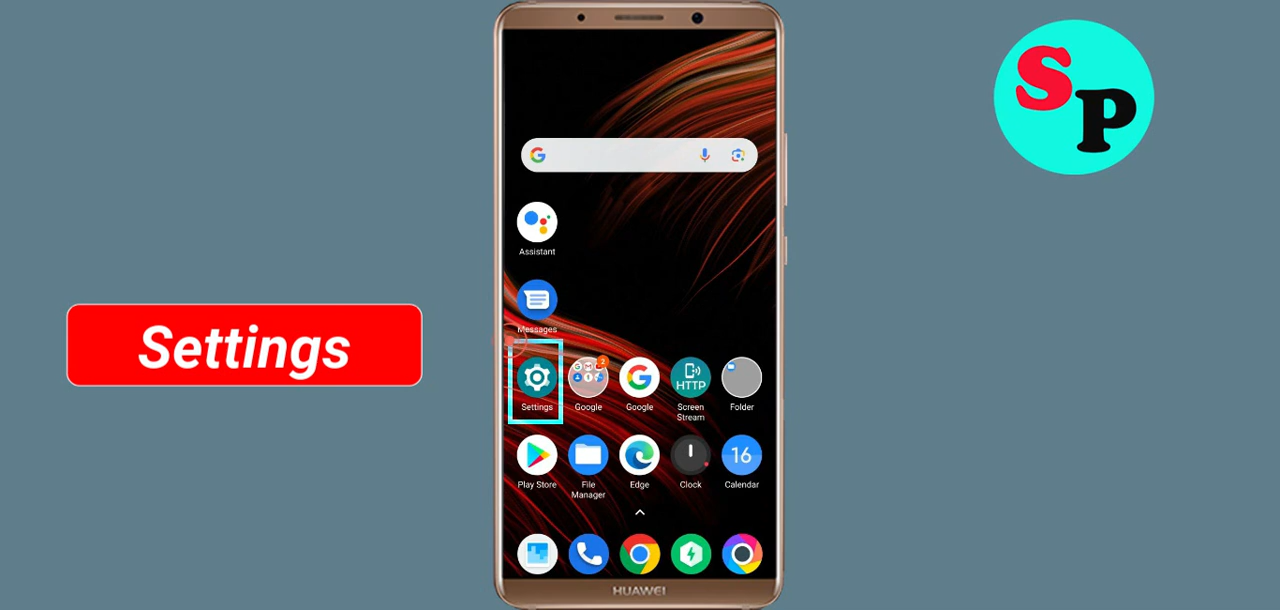 SP
Assistant
Messages
Settings
Settings
Google
Google
HTTP
Screen
Stream
Folder
2
Play Store
File
Manager
Edge
Clock
16
Calendar
HUAWEI